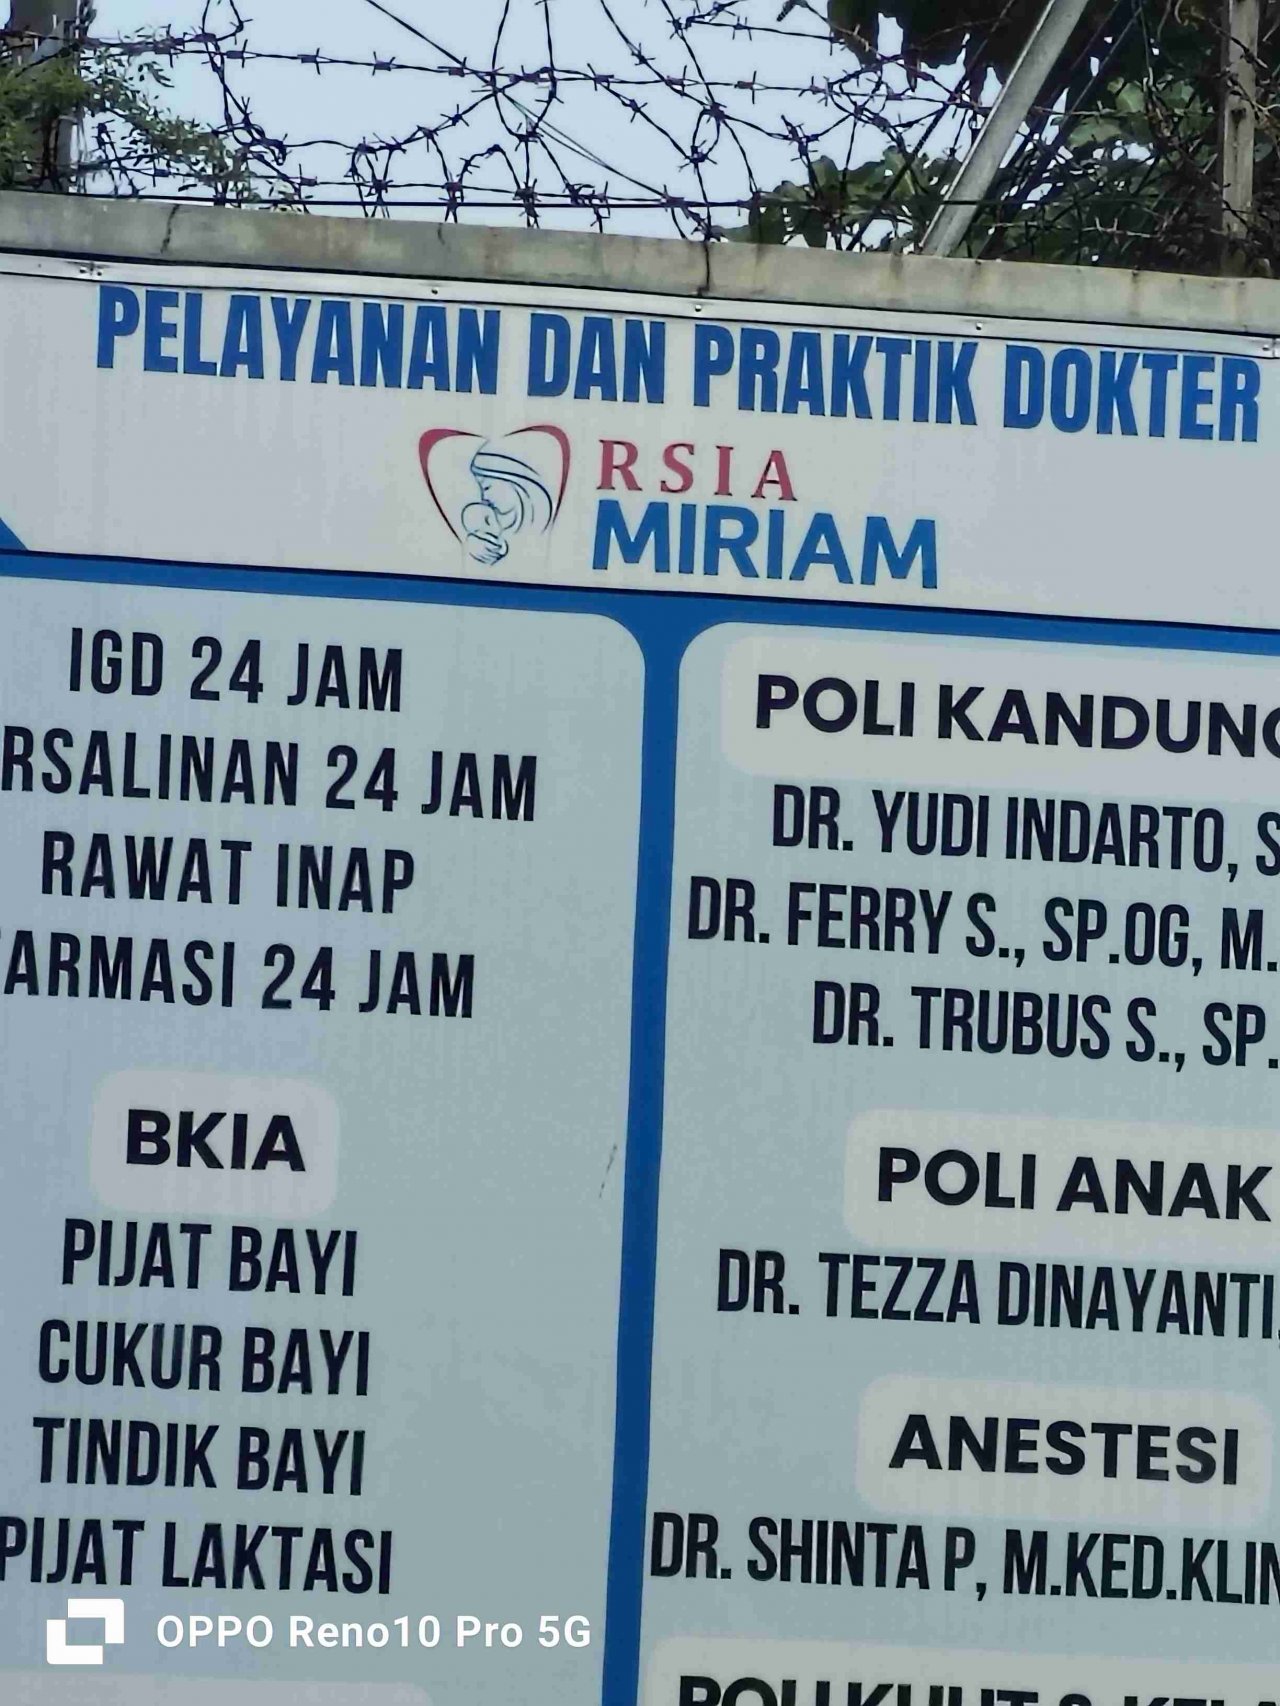 PELAYANAN DAN PRAKTIK DOKTER
RSIA
MIRIAM
IGD 24 JAM
RSALINAN 24 JAM
RAWAT INAP
ARMASI 24 JAM
BKIA
PIJAT BAYI
CUKUR BAYI
TINDIK BAYI
PIJAT LAKTASI
POLI KANDUNG
DR. YUDI INDARTO, S
DR. FERRY S., SP.OG, M.
DR. TRUBUS S., SP.
POLI ANAK
DR. TEZZA DINAYANTI,
ANESTESI
DR. SHINTA P, M.KED.KLIN
POLI KULIT &
OPPO Reno10 Pro 5G